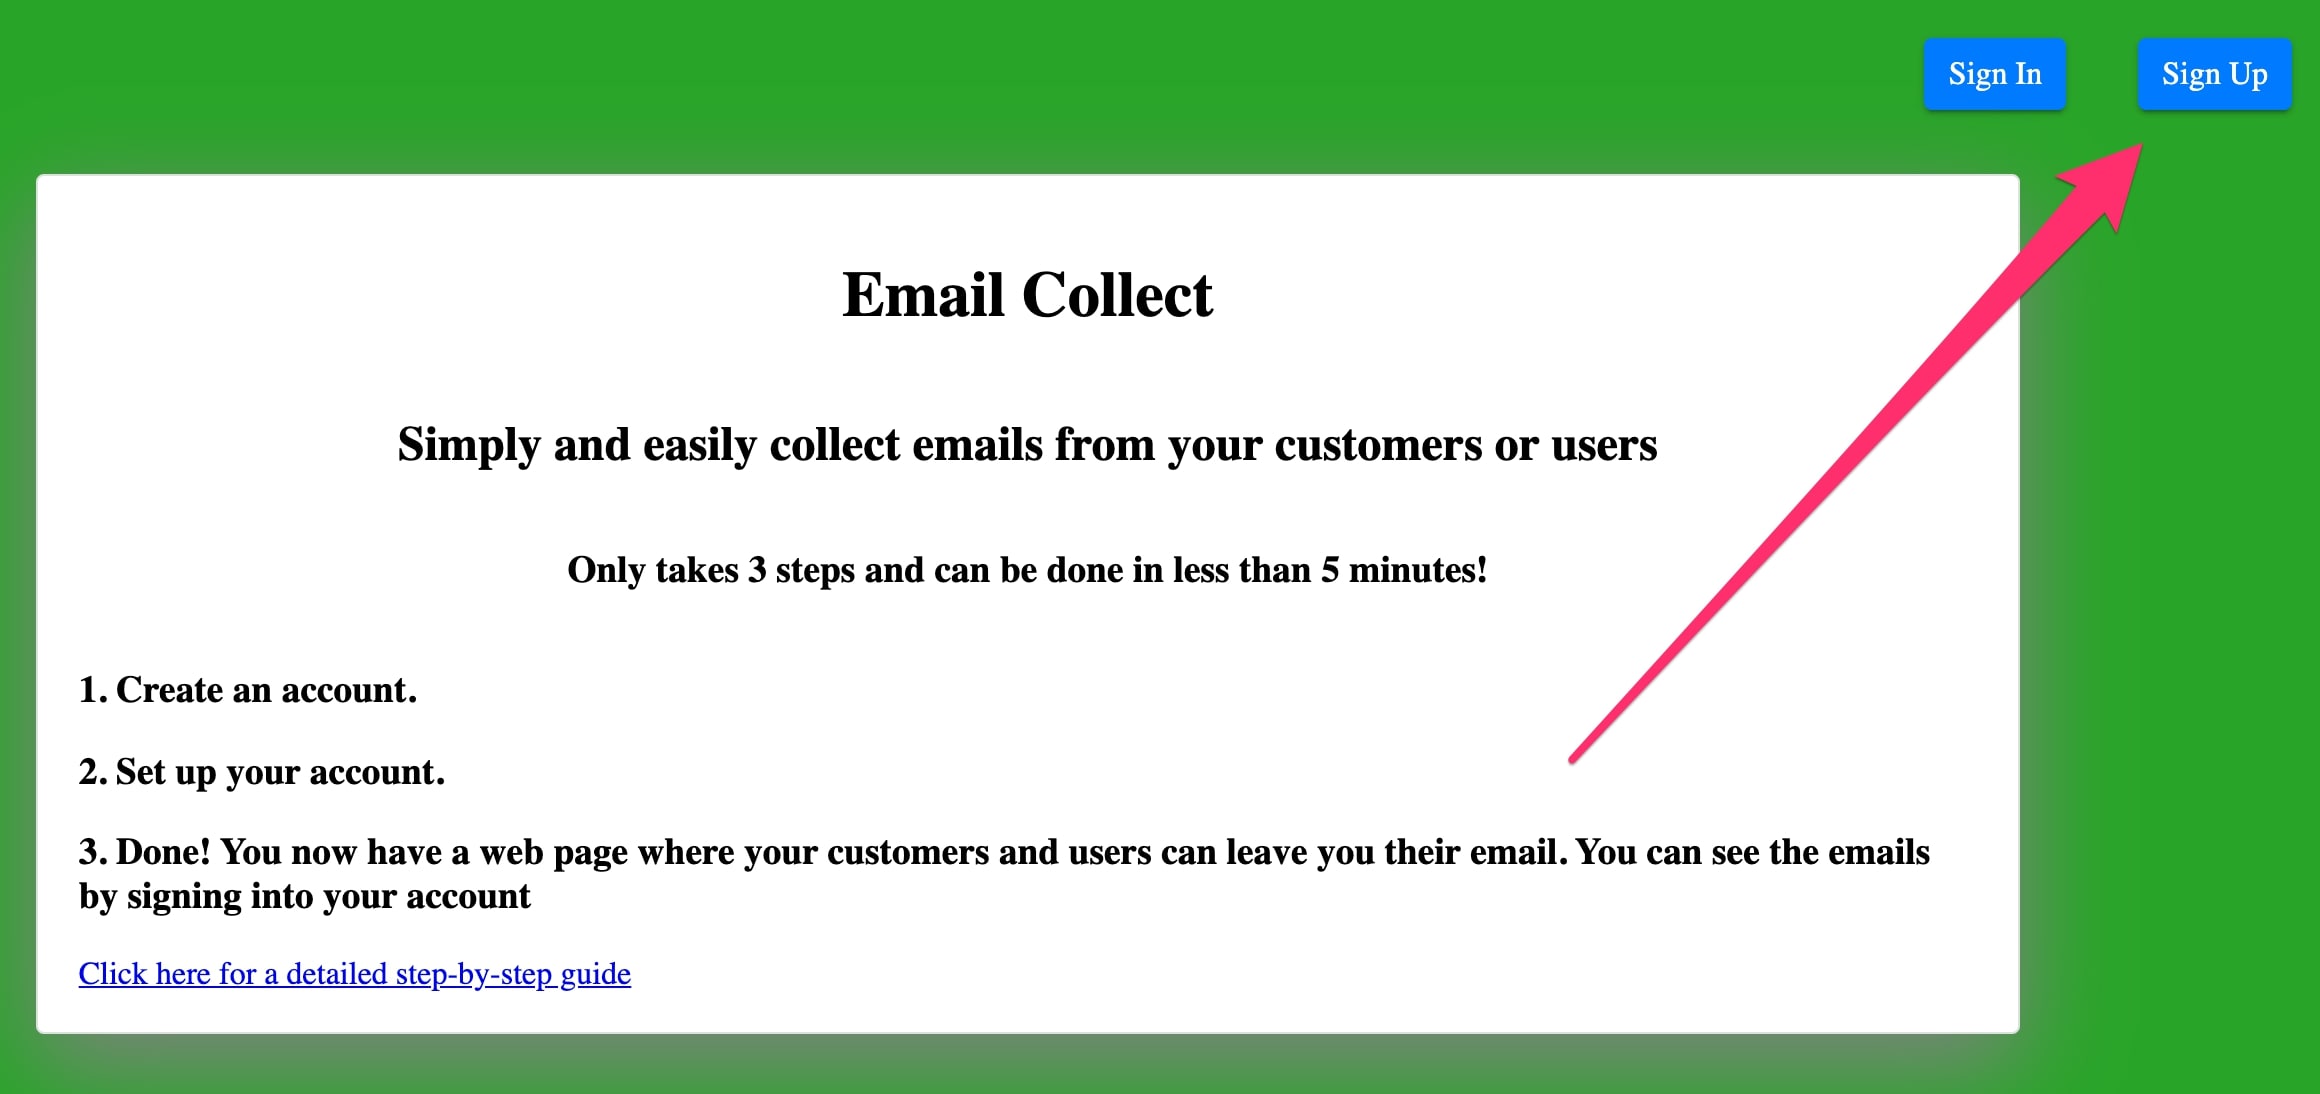 Sign In Sign Up
Email Collect
Simply and easily collect emails from your customers or users
Only takes 3 steps and can be done in less than 5 minutes!
1. Create an account.
2. Set up your account.
3. Done! You now have a web page where your customers and users can leave you their email. You can see the emails
by signing into your account
Click here for a detailed step-by-step guide